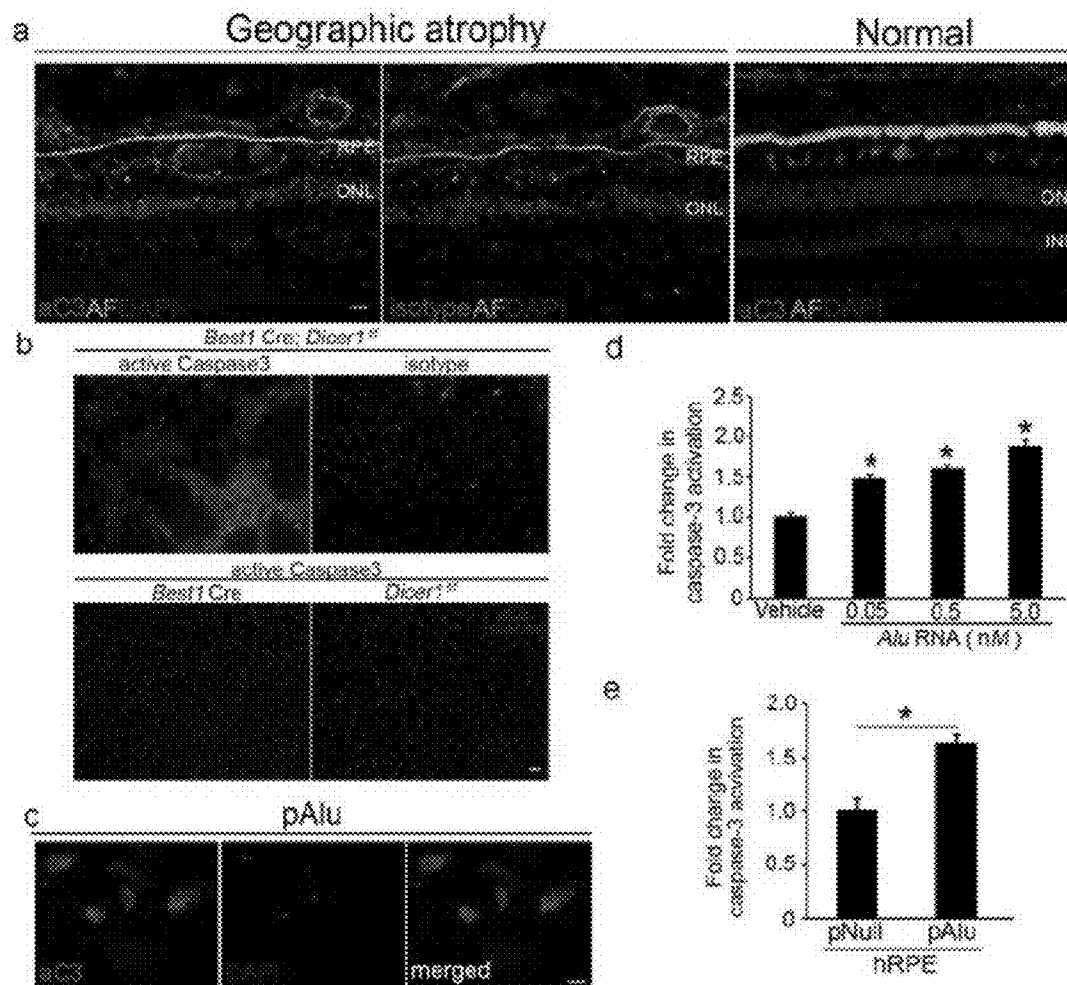 a
Geographic atrophy
Normal
RPE
ONL
aC3 AF
RPE
ONL
isotype AF
ON
IN
aC3 AF
b
Best1 Cre; Dicer1 f/f
active Caspase3
isotype
active Caspase3
Best1 Cre
Dicer1 f/f
c
pAlu
aC3
merged
d
Fold change in
caspase-3 activation
2.5
2.0
1.5
1.0
0.5
0
*
*
*
Vehicle
0.05
0.5
5.0
Alu RNA ( nM )
e
Fold change in
caspase-3 activation
2.0
1.5
1.0
0.5
0
*
pNull
pAlu
hRPE